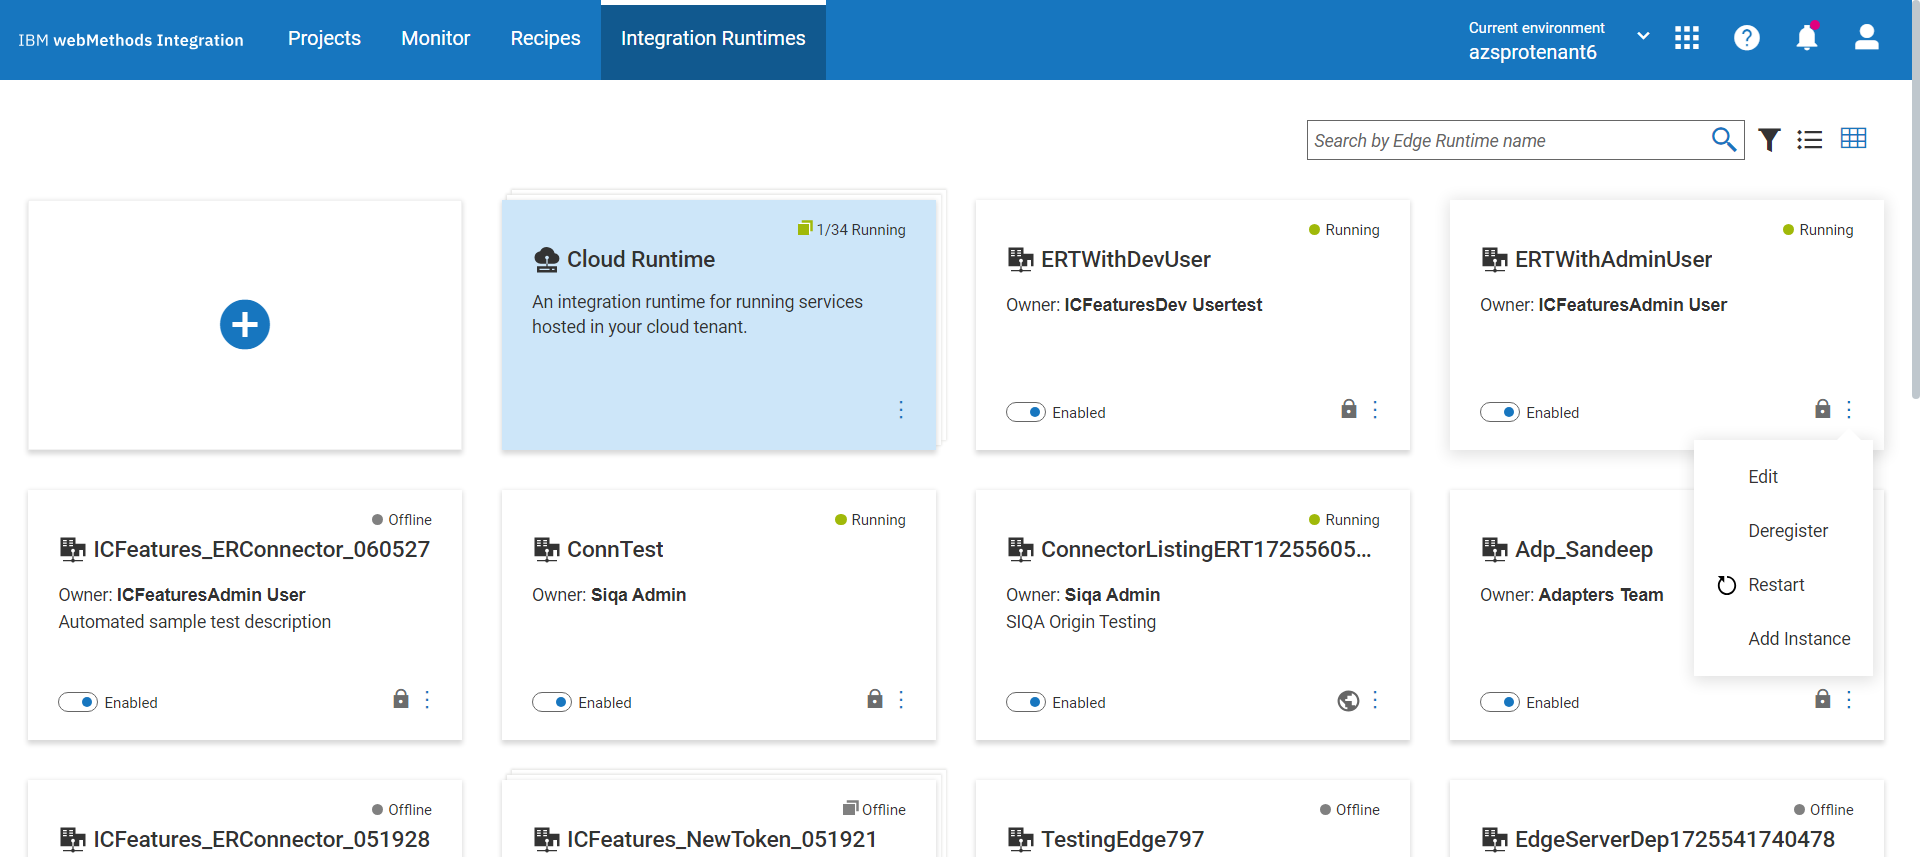 IBM webMethods Integration
Projects
Monitor
Recipes
Integration Runtimes
Current environment
azsprotenant6
Search by Edge Runtime name
1/34 Running
Cloud Runtime
An integration runtime for running services
hosted in your cloud tenant.
Running
ERTWithDevUser
Owner: ICFeaturesDev Usertest
Enabled
Running
ERTWithAdminUser
Owner: ICFeaturesAdmin User
Enabled
Edit
Deregister
Restart
Add Instance
Offline
ICFeatures_ERConnector_060527
Owner: ICFeaturesAdmin User
Automated sample test description
Enabled
Running
ConnTest
Owner: Siqa Admin
Enabled
Running
ConnectorListingERT17255605...
Owner: Siqa Admin
SIQA Origin Testing
Enabled
Adp_Sandeep
Owner: Adapters Team
Enabled
Offline
ICFeatures_ERConnector_051928
Offline
ICFeatures_NewToken_051921
Offline
TestingEdge797
Offline
EdgeServerDep1725541740478